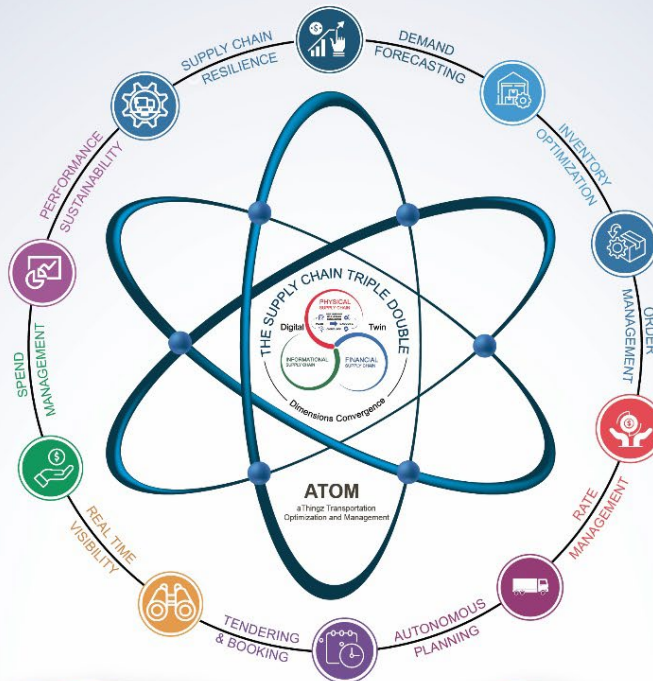 SUPPLY CHAIN
RESILIENCE
DEMAND
FORECASTING
INVENTORY
OPTIMIZATION
ORDER
MANAGEMENT
RATE
MANAGEMENT
AUTONOMOUS
PLANNING
TENDERING
& BOOKING
REAL TIME
VISIBILITY
SPEND
MANAGEMENT
PERFORMANCE
SUSTAINABILITY
THE SUPPLY CHAIN TRIPLE DOUBLE
PHYSICAL
SUPPLY CHAIN
Digital
Twin
INFORMATIONAL
SUPPLY CHAIN
FINANCIAL
SUPPLY CHAIN
Dimensions Convergence
ATOM
aThingz Transportation
Optimization and Management